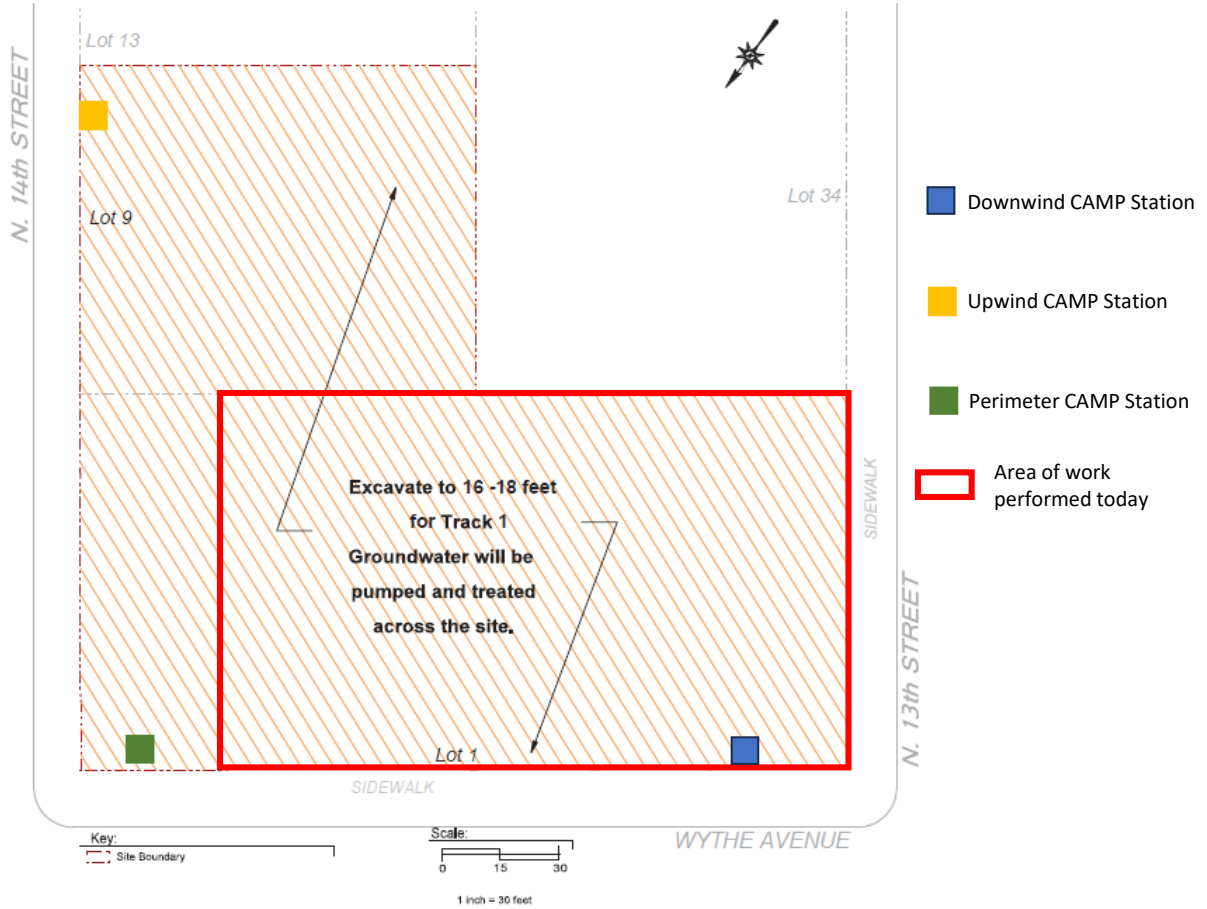 Lot 13
N. 14th STREET
Lot 9
Lot 34
Downwind CAMP Station
Upwind CAMP Station
Perimeter CAMP Station
Area of work
performed today
Excavate to 16 -18 feet
for Track 1
Groundwater will be
pumped and treated
across the site.
SIDEWALK
N. 13th STREET
Lot 1
SIDEWALK
WYTHE AVENUE
Key:
Site Boundary
Scale:
0 15 30
1 inch = 30 feet